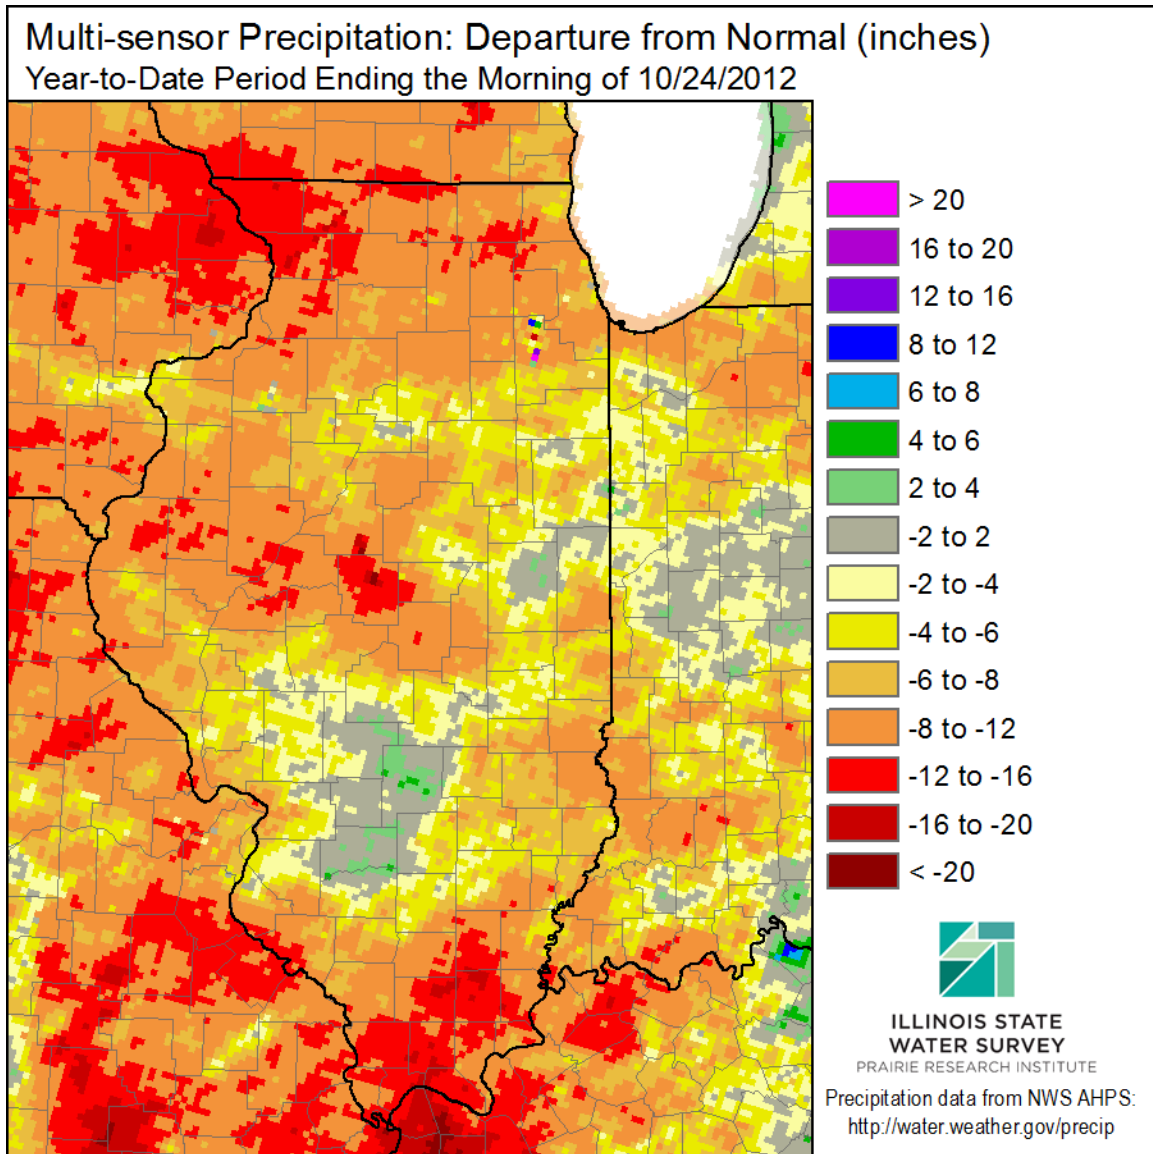 Multi-sensor Precipitation: Departure from Normal (inches)
Year-to-Date Period Ending the Morning of 10/24/2012
> 20
16 to 20
12 to 16
8 to 12
6 to 8
4 to 6
2 to 4
-2 to 2
-2 to -4
-4 to -6
-6 to -8
-8 to -12
-12 to -16
-16 to -20
< -20
ILLINOIS STATE
WATER SURVEY
PRAIRIE RESEARCH INSTITUTE
Precipitation data from NWS AHPS:
http://water.weather.gov/precip